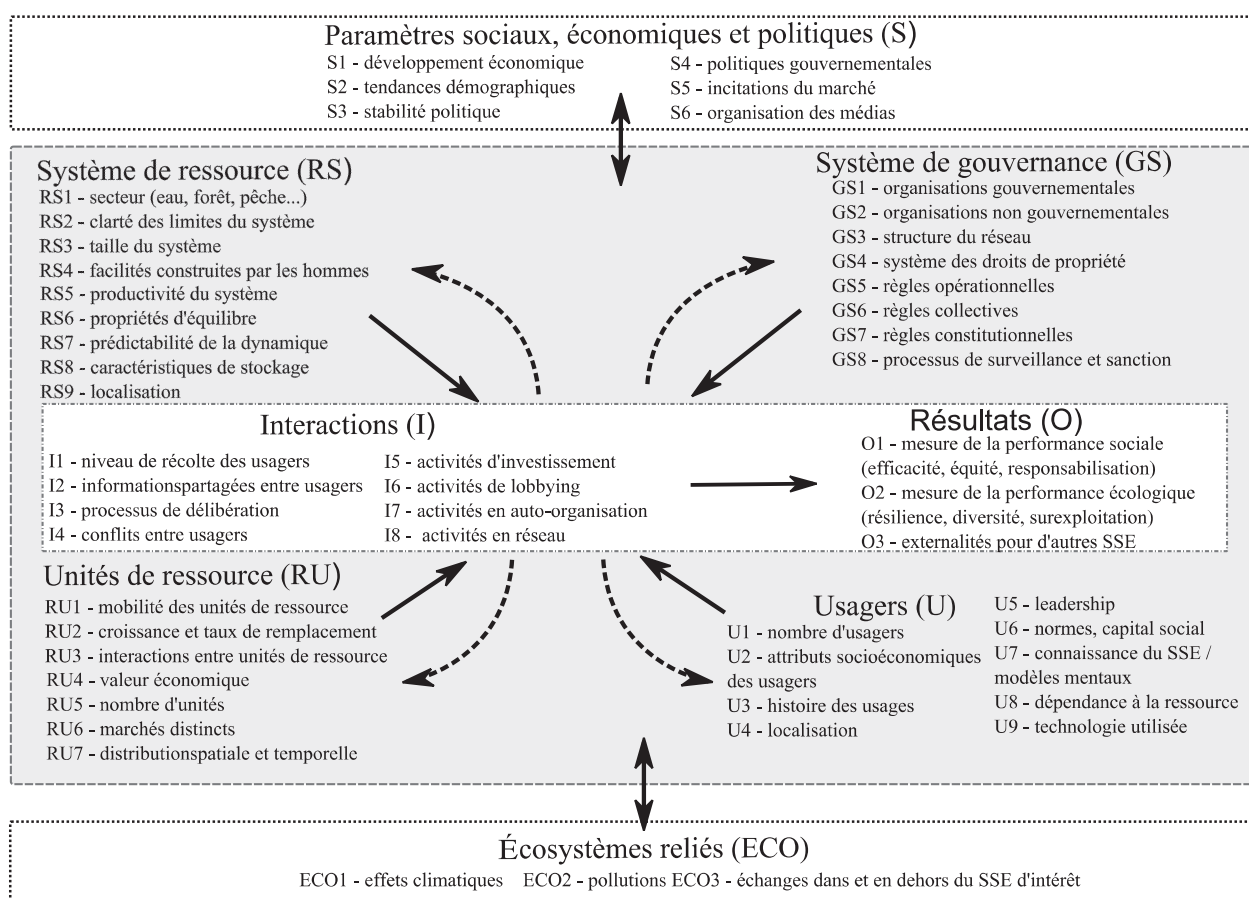 Paramètres sociaux, économiques et politiques (S)
S1 - développement économique
S2 - tendances démographiques
S3 - stabilité politique
S4 - politiques gouvernementales
S5 - incitations du marché
S6 - organisation des médias
Système de ressource (RS)
RS1 - secteur (eau, forêt, pêche...)
RS2 - clarté des limites du système
RS3 - taille du système
RS4 - facilités construites par les hommes
RS5 - productivité du système
RS6 - propriétés d'équilibre
RS7 - prédictabilité de la dynamique
RS8 - caractéristiques de stockage
RS9 - localisation
Système de gouvernance (GS)
GS1 - organisations gouvernementales
GS2 - organisations non gouvernementales
GS3 - structure du réseau
GS4 - système des droits de propriété
GS5 - règles opérationnelles
GS6 - règles collectives
GS7 - règles constitutionnelles
GS8 - processus de surveillance et sanction
Interactions (I)
I1 - niveau de récolte des usagers
I2 - informationspartagées entre usagers
I3 - processus de délibération
I4 - conflits entre usagers
I5 - activités d'investissement
I6 - activités de lobbying
I7 - activités en auto-organisation
I8 - activités en réseau
Résultats (O)
O1 - mesure de la performance sociale
(efficacité, équité, responsabilisation)
O2 - mesure de la performance écologique
(résilience, diversité, surexploitation)
O3 - externalités pour d'autres SSE
Unités de ressource (RU)
RU1 - mobilité des unités de ressource
RU2 - croissance et taux de remplacement
RU3 - interactions entre unités de ressource
RU4 - valeur économique
RU5 - nombre d'unités
RU6 - marchés distincts
RU7 - distributionspatiale et temporelle
Usagers (U)
U1 - nombre d'usagers
U2 - attributs socioéconomiques
des usagers
U3 - histoire des usages
U4 - localisation
U5 - leadership
U6 - normes, capital social
U7 - connaissance du SSE /
modèles mentaux
U8 - dépendance à la ressource
U9 - technologie utilisée
Écosystèmes reliés (ECO)
ECO1 - effets climatiques ECO2 - pollutions ECO3 - échanges dans et en dehors du SSE d'intérêt